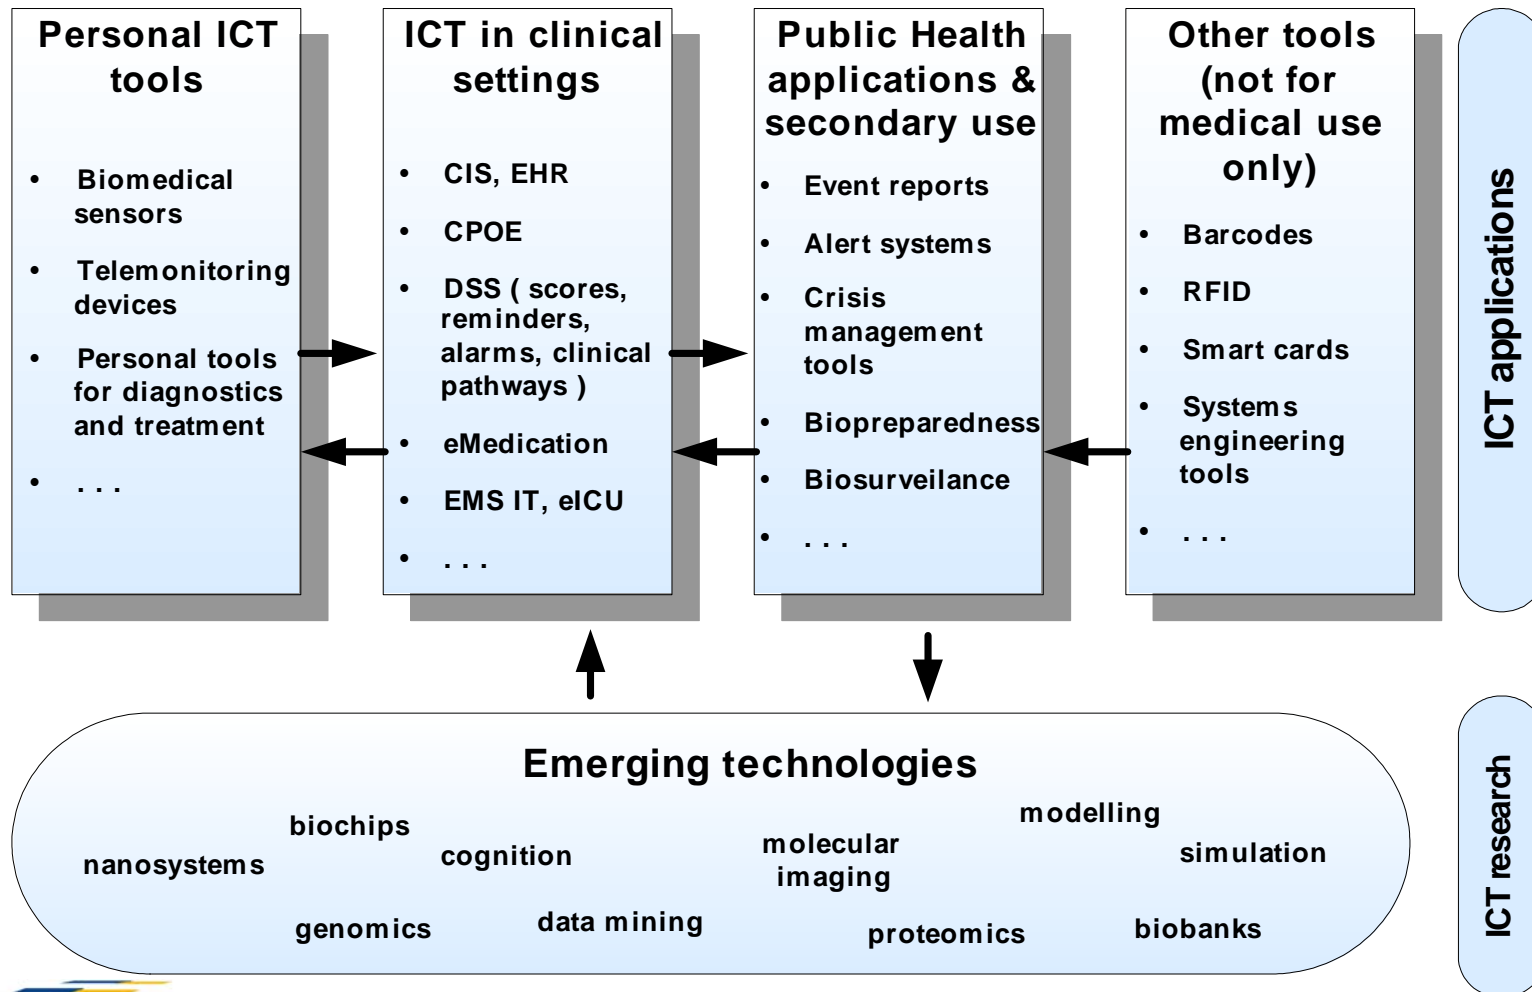 Personal ICT
tools
• Biomedical
sensors
• Telemonitoring
devices
• Personal tools
for diagnostics
and treatment
• . . .
ICT in clinical
settings
• CIS, EHR
• CPOE
• DSS ( scores,
reminders,
alarms, clinical
pathways )
• eMedication
• EMS IT, eICU
• . . .
Public Health
applications &
secondary use
• Event reports
• Alert systems
• Crisis
management
tools
• Biopreparedness
• Biosurveilance
• . . .
Other tools
(not for
medical use
only)
• Barcodes
• RFID
• Smart cards
• Systems
engineering
tools
• . . .
ICT applications
Emerging technologies
biochips
modelling
nanosystems
cognition
molecular
imaging
simulation
genomics
data mining
proteomics
biobanks
ICT research